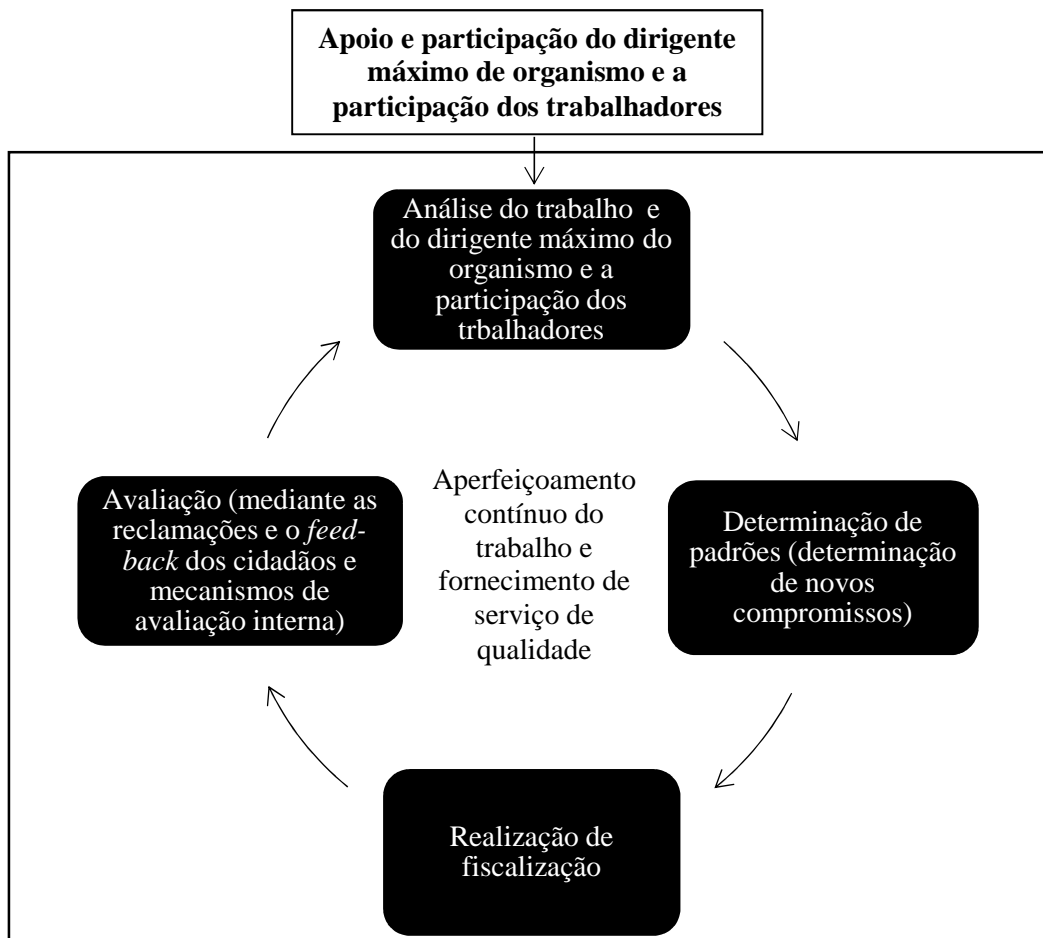 Apoio e participação do dirigente
máximo de organismo e a
participação dos trabalhadores
Análise do trabalho e
do dirigente máximo do
organismo e a
participação dos
trbalhadores
Avaliação (mediante as
reclamações e o feed-
back dos cidadãos e
mecanismos de
avaliação interna)
Aperfeiçoamento
contínuo do
trabalho e
fornecimento de
serviço de
qualidade
Determinação de
padrões (determinação
de novos
compromissos)
Realização de
fiscalização